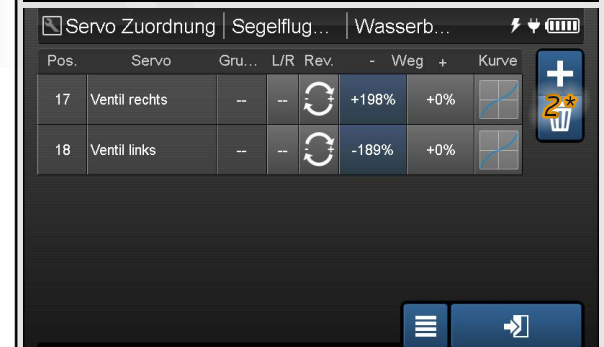 Servo Zuordnung Segelflug... Wasserb...
Pos. Servo Gru... L/R Rev. - Weg + Kurve
17 Ventil rechts -- -- +198% +0%
2*
18 Ventil links -- -- -189% +0%